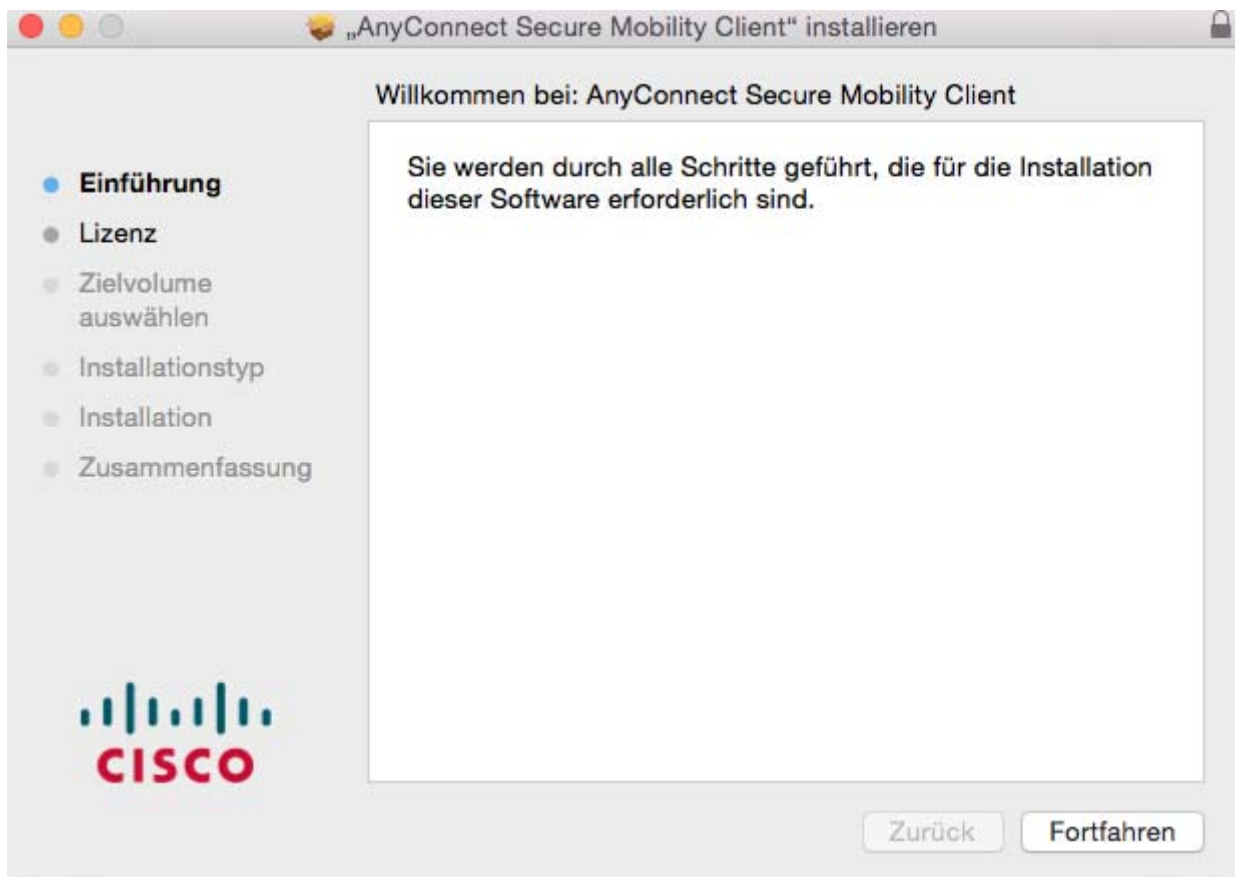 „AnyConnect Secure Mobility Client“ installieren
Willkommen bei: AnyConnect Secure Mobility Client
Einführung
Lizenz
Zielvolume
auswählen
Installationstyp
Installation
Zusammenfassung
Sie werden durch alle Schritte geführt, die für die Installation
dieser Software erforderlich sind.
CISCO
Zurück
Fortfahren